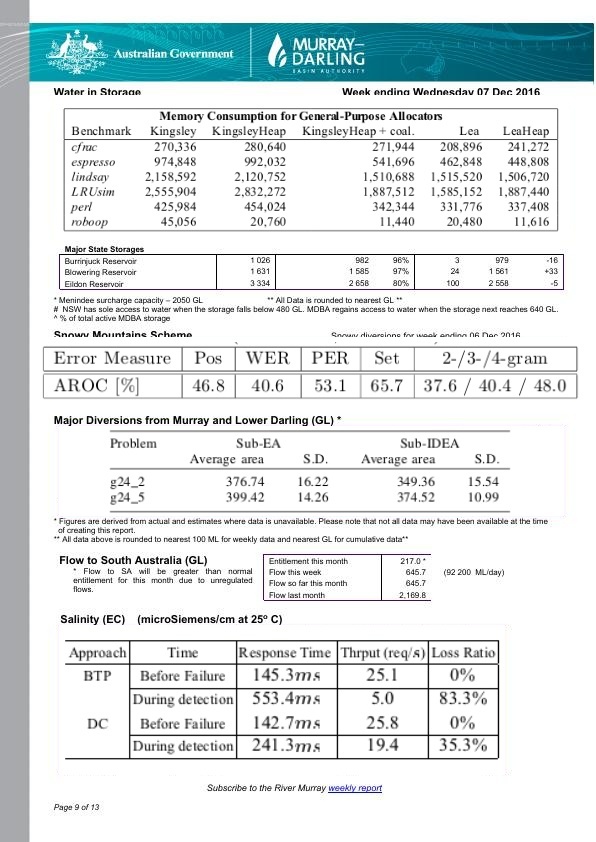 Australian Government
MURRAY–
DARLING
BASIN AUTHORITY
Water in Storage Week ending Wednesday 07 Dec 2016
Memory Consumption for General-Purpose Allocators
Benchmark Kingsley KingsleyHeap KingsleyHeap + coal. Lea LeaHeap
cfrac 270,336 280,640 271,944 208,896 241,272
espresso 974,848 992,032 541,696 462,848 448,808
lindsay 2,158,592 2,120,752 1,510,688 1,515,520 1,506,720
LRUsim 2,555,904 2,832,272 1,887,512 1,585,152 1,887,440
perl 425,984 454,024 342,344 331,776 337,408
roboop 45,056 20,760 11,440 20,480 11,616
Major State Storages
Burrinjuck Reservoir 1 026 982 96% 3 979 -16
Blowering Reservoir 1 631 1 585 97% 24 1 561 +33
Eildon Reservoir 3 334 2 658 80% 100 2 558 -5
* Menindee surcharge capacity – 2050 GL ** All Data is rounded to nearest GL **
# NSW has sole access to water when the storage falls below 480 GL. MDBA regains access to water when the storage next reaches 640 GL.
^ % of total active MDBA storage
Snowy Mountains Scheme Snowy diversions for week ending 06 Dec 2016
Error Measure Pos WER PER Set 2-/3-/4-gram
AROC [%] 46.8 40.6 53.1 65.7 37.6 / 40.4 / 48.0
Major Diversions from Murray and Lower Darling (GL) *
Problem Sub-EA Sub-IDEA
Average area S.D. Average area S.D.
g24_2 376.74 16.22 349.36 15.54
g24_5 399.42 14.26 374.52 10.99
* Figures are derived from actual and estimates where data is unavailable. Please note that not all data may have been available at the time
of creating this report.
** All data above is rounded to nearest 100 ML for weekly data and nearest GL for cumulative data**
Flow to South Australia (GL)
* Flow to SA will be greater than normal
entitlement for this month due to unregulated
flows.
Entitlement this month 217.0 *
Flow this week 645.7 (92 200 ML/day)
Flow so far this month 645.7
Flow last month 2,169.8
Salinity (EC) (microSiemens/cm at 25º C)
Approach Time Response Time Thrput (req/s) Loss Ratio
BTP Before Failure 145.3ms 25.1 0%
During detection 553.4ms 5.0 83.3%
DC Before Failure 142.7ms 25.8 0%
During detection 241.3ms 19.4 35.3%
Subscribe to the River Murray weekly report
Page 9 of 13